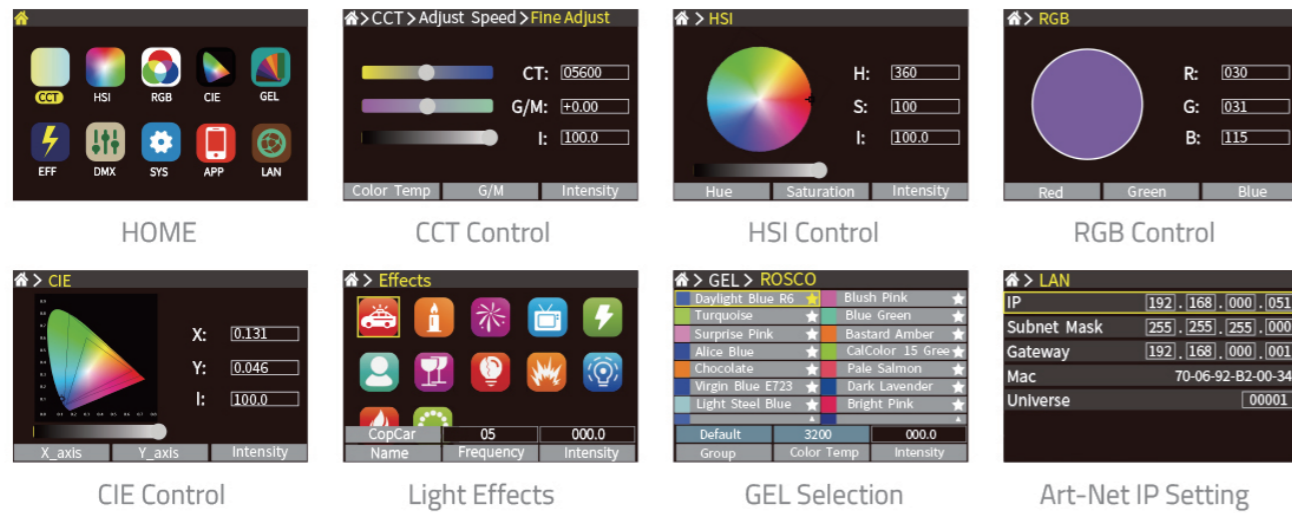 CCT HSI RGB CIE GEL
EFF DMX SYS APP LAN
HOME
>CCT>Adjust Speed>Fine Adjust
CT: 05600
G/M: +0.00
I: 100.0
Color Temp G/M Intensity
CCT Control
> HSI
H: 360
S: 100
I: 100.0
Hue Saturation Intensity
HSI Control
> RGB
R: 030
G: 031
B: 115
Red Green Blue
RGB Control
> CIE
X: 0.131
Y: 0.046
I: 100.0
X_axis Y_axis Intensity
CIE Control
> Effects
CopCar 05 000.0
Name Frequency Intensity
Light Effects
> GEL > ROSCO
Daylight Blue R6 Blush Pink
Turquoise Blue Green
Surprise Pink Bastard Amber
Alice Blue CalColor 15 Gree
Chocolate Pale Salmon
Virgin Blue E723 Dark Lavender
Light Steel Blue Bright Pink
Default 3200 000.0
Group Color Temp Intensity
GEL Selection
> LAN
IP 192.168.000.051
Subnet Mask 255.255.255.000
Gateway 192.168.000.001
Mac 70-06-92-B2-00-34
Universe 00001
Art-Net IP Setting